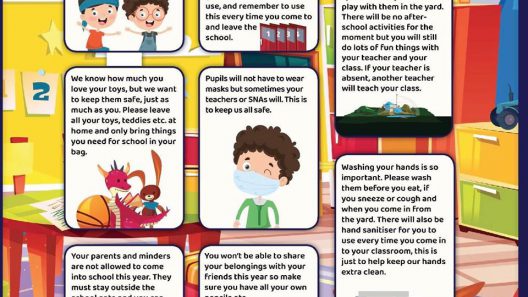 use, and remember to use
this every time you come to
and leave the
school.
1 2 3
play with them in the yard.
There will be no after-
school activities for the
moment but you will still
do lots of fun things with
your teacher and your
class. If your teacher is
absent, another teacher
will teach your class.
2
We know how much you
love your toys, but we want
to keep them safe, just as
much as you. Please leave
all your toys, teddies etc. at
home and only bring things
you need for school in your
bag.
Pupils will not have to wear
masks but sometimes your
teachers or SNAs will. This is
to keep us all safe.
Washing your hands is so
important. Please wash
them before you eat, if
you sneeze or cough and
when you come in from
the yard. There will also be
hand sanitiser for you to
use every time you come in
to your classroom, this is
just to help keep our hands
extra clean.
Your parents and minders
are not allowed to come
into school this year. They
must stay outside the
You won't be able to share
your belongings with your
friends this year so make
sure you have all your own